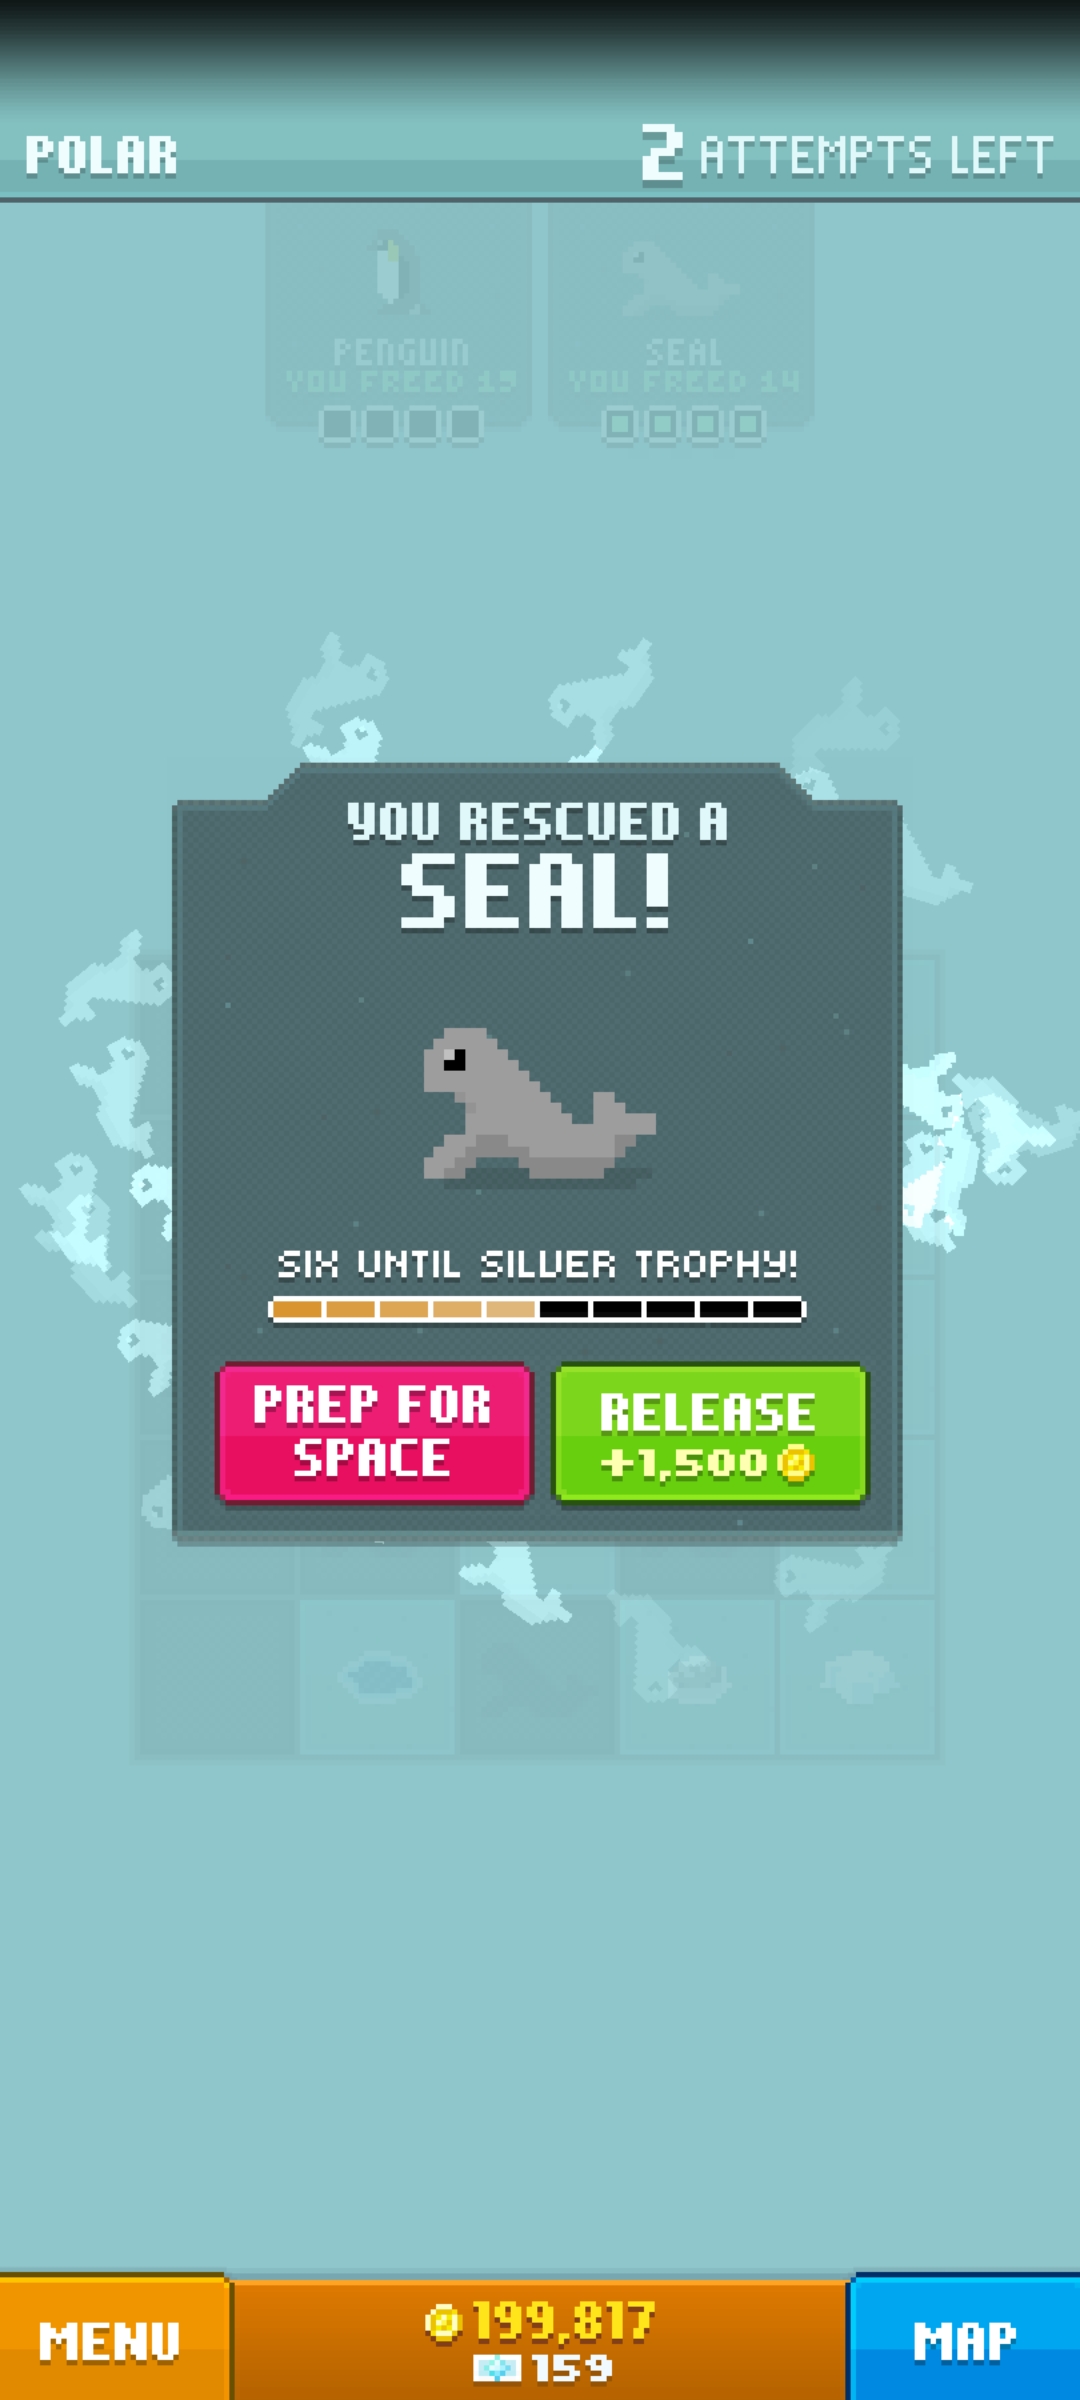 POLAR
2 ATTEMPTS LEFT
PENGUIN
YOU FREED 19
SEAL
YOU FREED 14
YOU RESCUED A
SEAL!
SIX UNTIL SILVER TROPHY!
PREP FOR
SPACE
RELEASE
+1,500
MENU
199,817
159
MAP